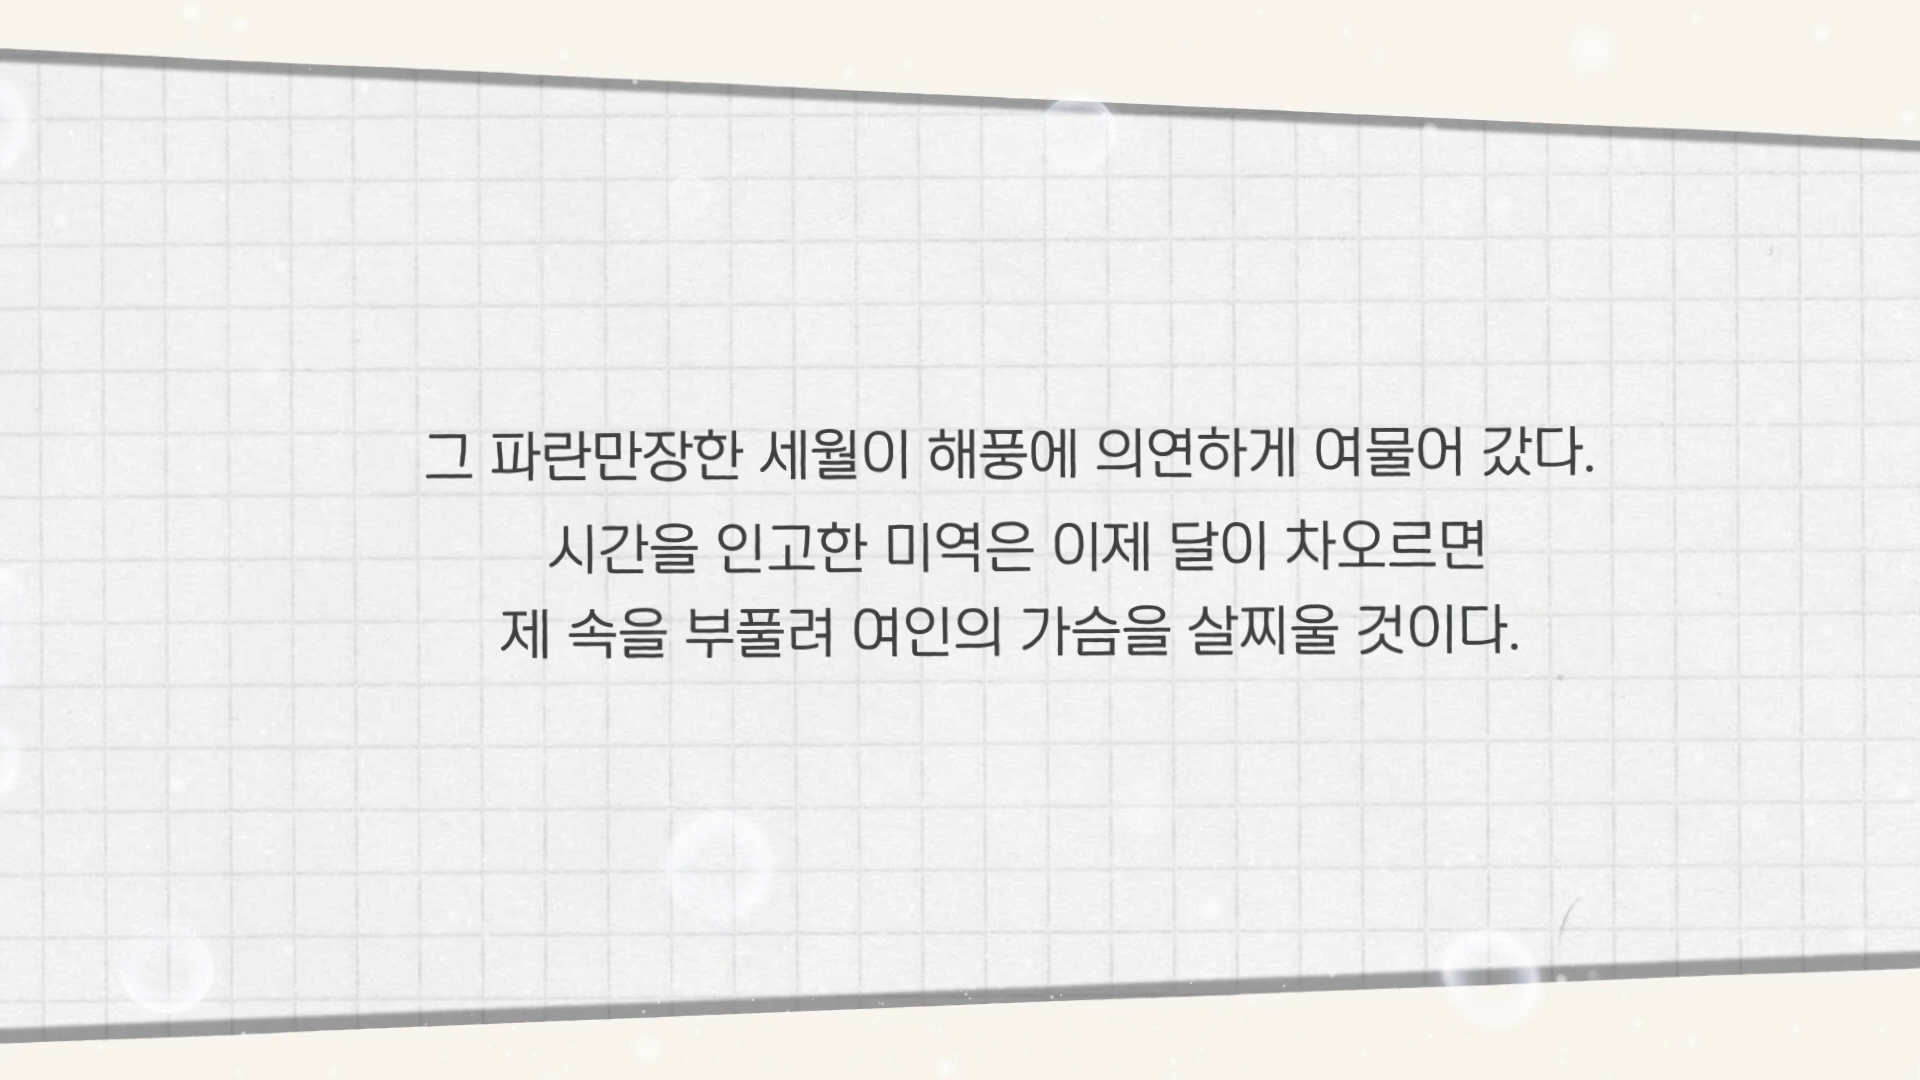 그 파란만장한 세월이 해풍에 의연하게 여물어 갔다.
시간을 인고한 미역은 이제 달이 차오르면
제 속을 부풀려 여인의 가슴을 살찌울 것이다.